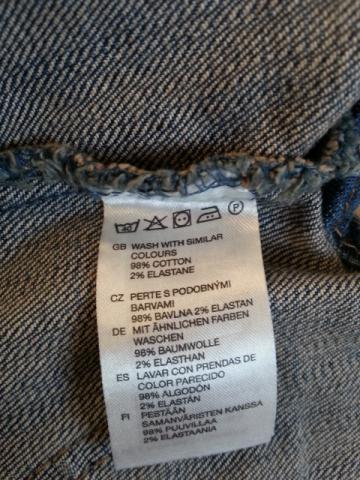 P
GB WASH WITH SIMILAR
COLOURS
98% COTTON
2% ELASTANE
CZ PERTE S PODOBNÝMI
BARVAMI
98% BAVLNA 2% ELASTAN
DE MIT ÄHNLICHEN FARBEN
WASCHEN
98% BAUMWOLLE
2% ELASTHAN
ES LAVAR CON PRENDAS DE
COLOR PARECIDO
98% ALGODÓN
2% ELASTÁN
FI PESTÄÄN
SAMANVÄRISTEN KANSSA
98% PUUVILLAA
2% ELASTAANIA